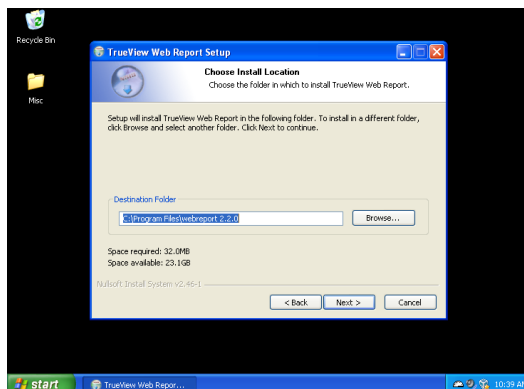 Recycle Bin
Misc
TrueView Web Report Setup
Choose Install Location
Choose the folder in which to install TrueView Web Report.
Setup will install TrueView Web Report in the following folder. To install in a different folder,
click Browse and select another folder. Click Next to continue.
Destination Folder
C:\Program Files\webreport 2.2.0
Browse...
Space required: 32.0MB
Space available: 23.1GB
Nullsoft Install System v2.46-1
< Back
Next >
Cancel
start
TrueView Web Repor...
10:39 AM